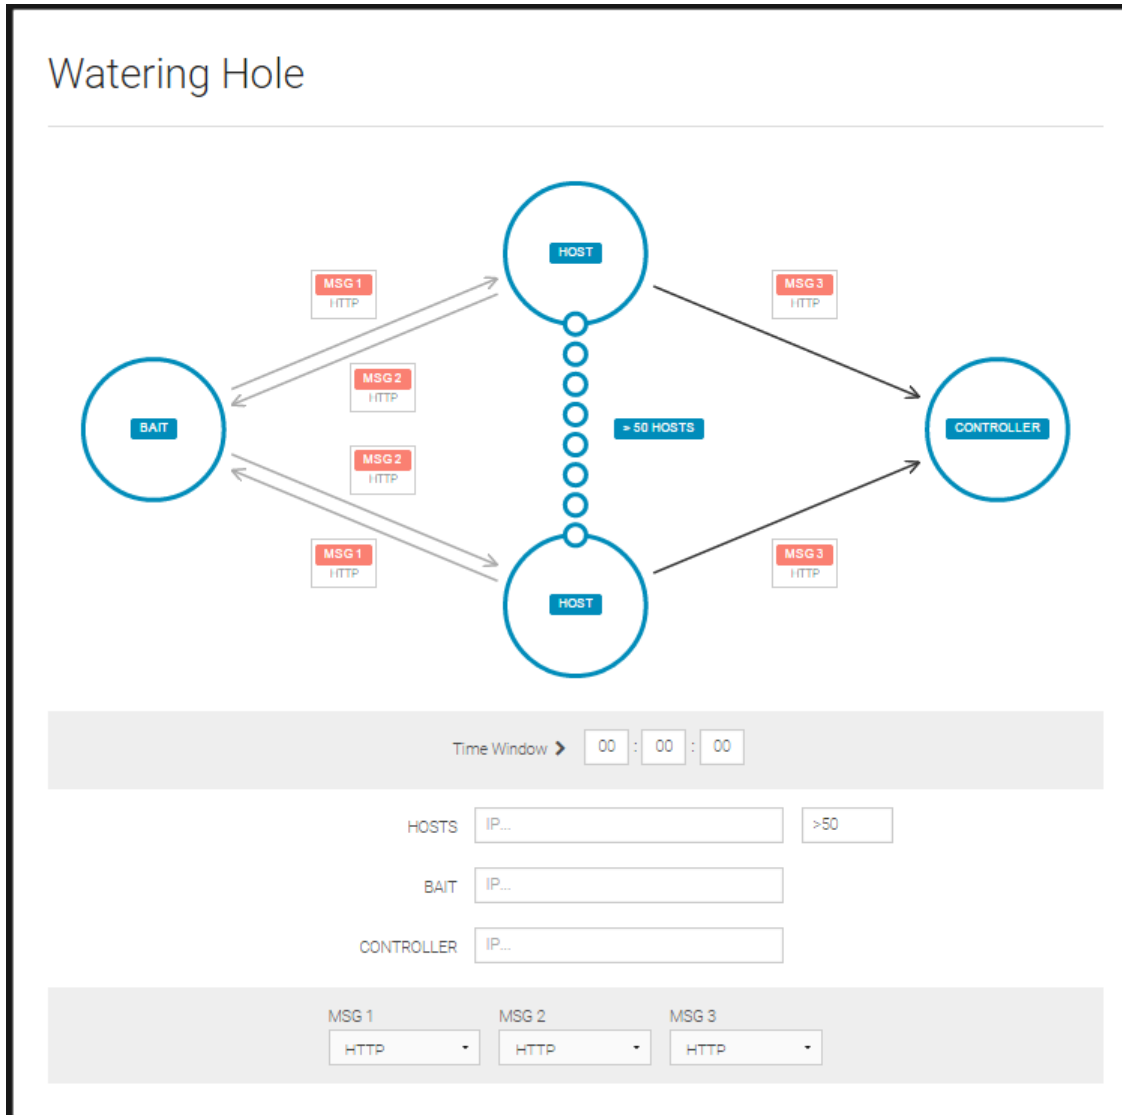 Watering Hole
HOST
MSG 1
HTTP
MSG 3
HTTP
MSG 2
HTTP
BAIT
> 50 HOSTS
CONTROLLER
MSG 2
HTTP
MSG 1
HTTP
MSG 3
HTTP
HOST
Time Window 00 : 00 : 00
HOSTS IP... >50
BAIT IP...
CONTROLLER IP...
MSG 1 MSG 2 MSG 3
HTTP HTTP HTTP